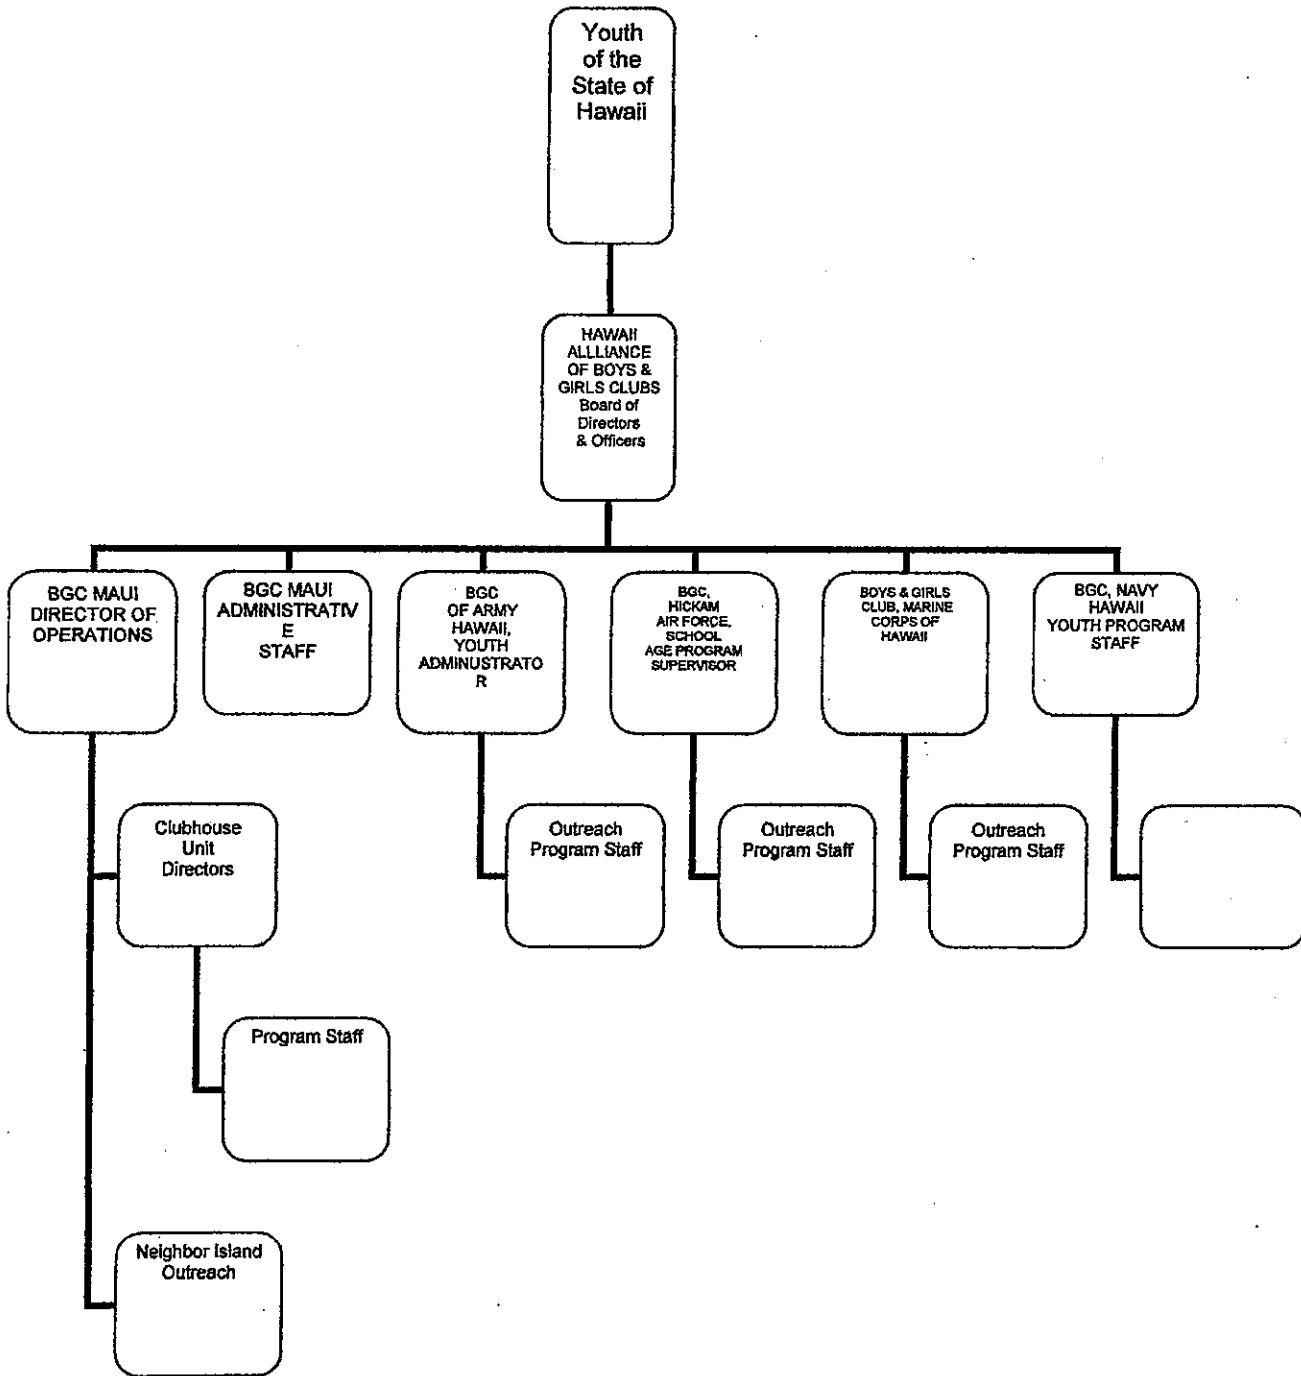 Youth
of the
State of
Hawaii
HAWAII
ALLLIANCE
OF BOYS &
GIRLS CLUBS
Board of
Directors
& Officers
BGC MAUI
DIRECTOR OF
OPERATIONS
BGC MAUI
ADMINISTRATIV
E
STAFF
BGC
OF ARMY
HAWAII,
YOUTH
ADMINUSTRATO
R
BGC,
HICKAM
AIR FORCE,
SCHOOL
AGE PROGRAM
SUPERVISOR
BOYS & GIRLS
CLUB, MARINE
CORPS OF
HAWAII
BGC, NAVY
HAWAII
YOUTH PROGRAM
STAFF
Clubhouse
Unit
Directors
Outreach
Program Staff
Outreach
Program Staff
Outreach
Program Staff
Program Staff
Neighbor Island
Outreach